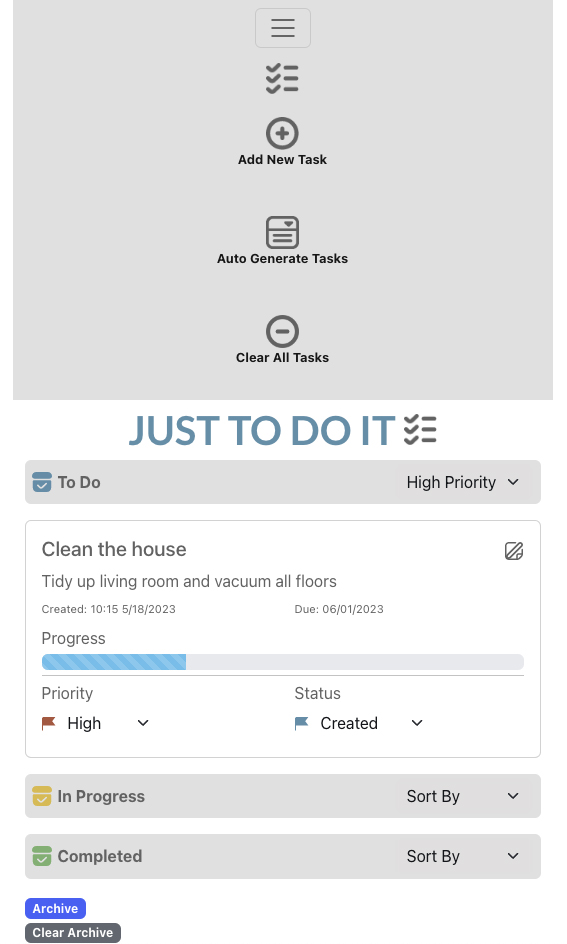 Add New Task
Auto Generate Tasks
Clear All Tasks
JUST TO DO IT
To Do High Priority
Clean the house
Tidy up living room and vacuum all floors
Created: 10:15 5/18/2023 Due: 06/01/2023
Progress
Priority Status
High Created
In Progress Sort By
Completed Sort By
Archive
Clear Archive